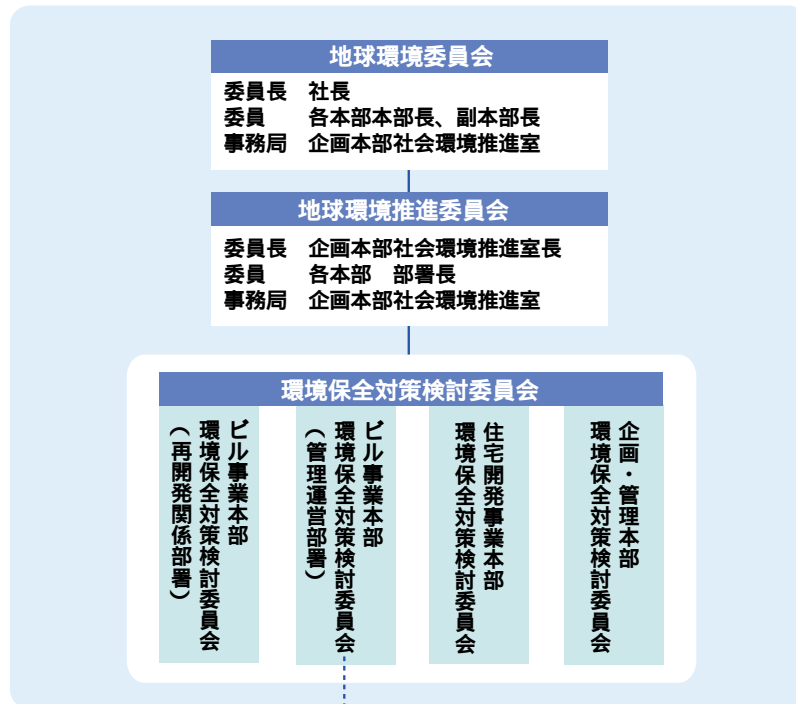 地球環境委員会
委員長　社長
委員　　各本部本部長、副本部長
事務局　企画本部社会環境推進室
地球環境推進委員会
委員長　企画本部社会環境推進室長
委員　　各本部　部署長
事務局　企画本部社会環境推進室
環境保全対策検討委員会
ビル事業本部
環境保全対策検討委員会
（再開発関係部署）
ビル事業本部
環境保全対策検討委員会
（管理運営部署）
住宅開発事業本部
環境保全対策検討委員会
企画・管理本部
環境保全対策検討委員会